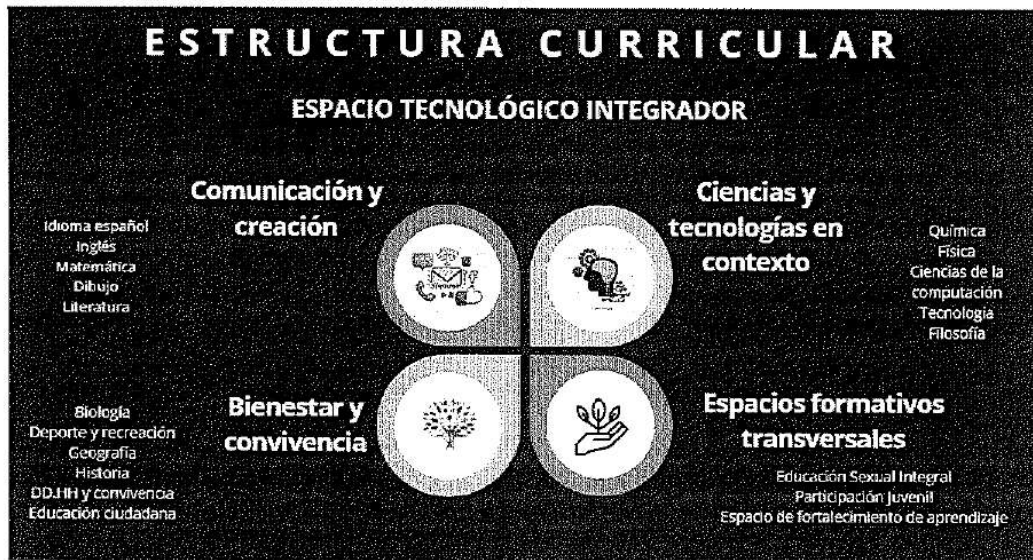 ESTRUCTURA CURRICULAR
ESPACIO TECNOLÓGICO INTEGRADOR
Comunicación y
creación
Idioma español
Inglés
Matemática
Dibujo
Literatura
Ciencias y
tecnologías en
contexto
Química
Física
Ciencias de la
computación
Tecnología
Filosofía
Bienestar y
convivencia
Biología
Deporte y recreación
Geografía
Historia
DD.HH y convivencia
Educación ciudadana
Espacios formativos
transversales
Educación Sexual Integral
Participación Juvenil
Espacio de fortalecimiento de aprendizaje